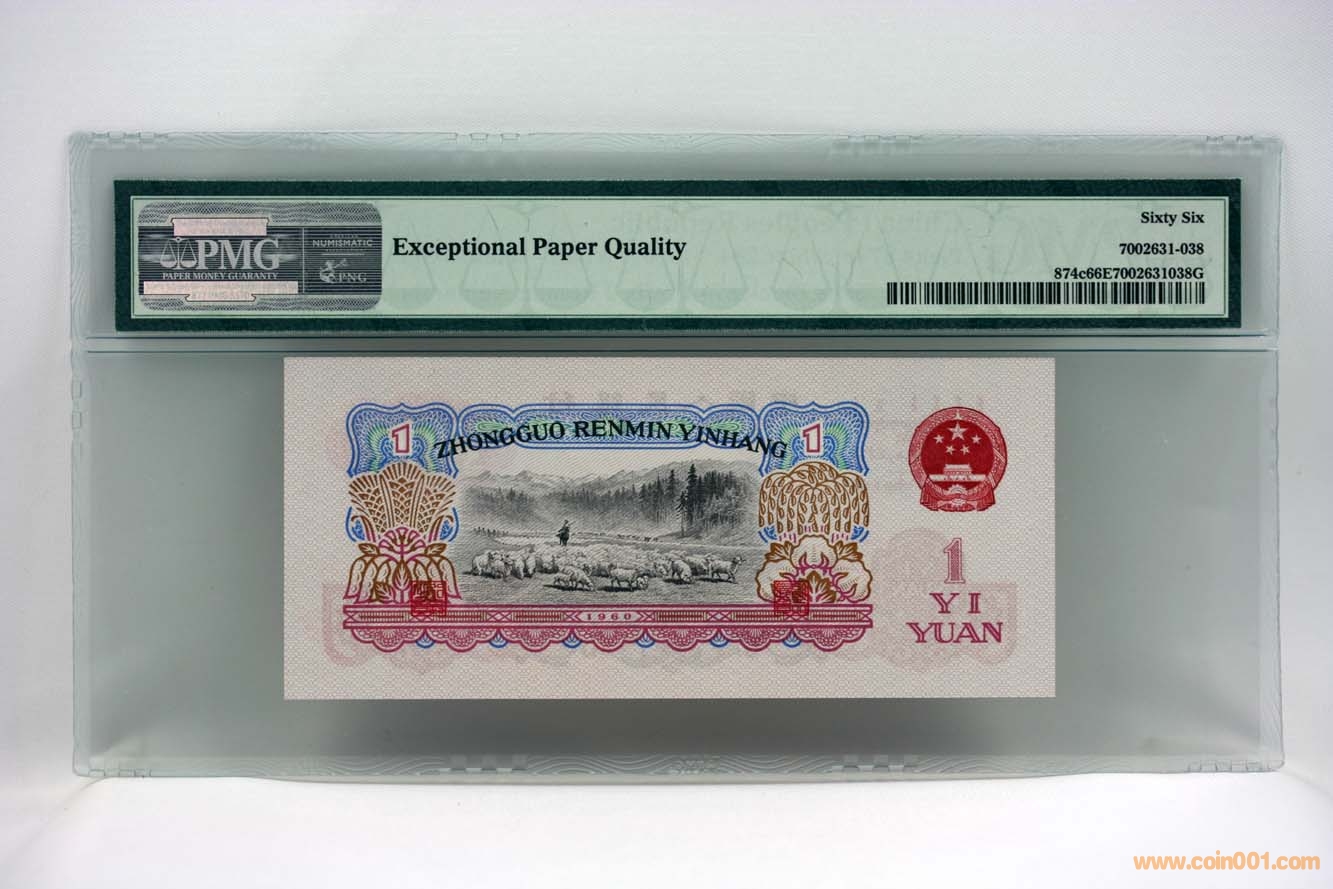 Sixty Six
PMG
PAPER MONEY GUARANTY
NUMISMATIC
PNG
Exceptional Paper Quality
7002631-038
874c66E7002631038G
1 ZHONGGUO RENMIN YINHANG 1
1960
1
YI
YUAN
www.coin001.com